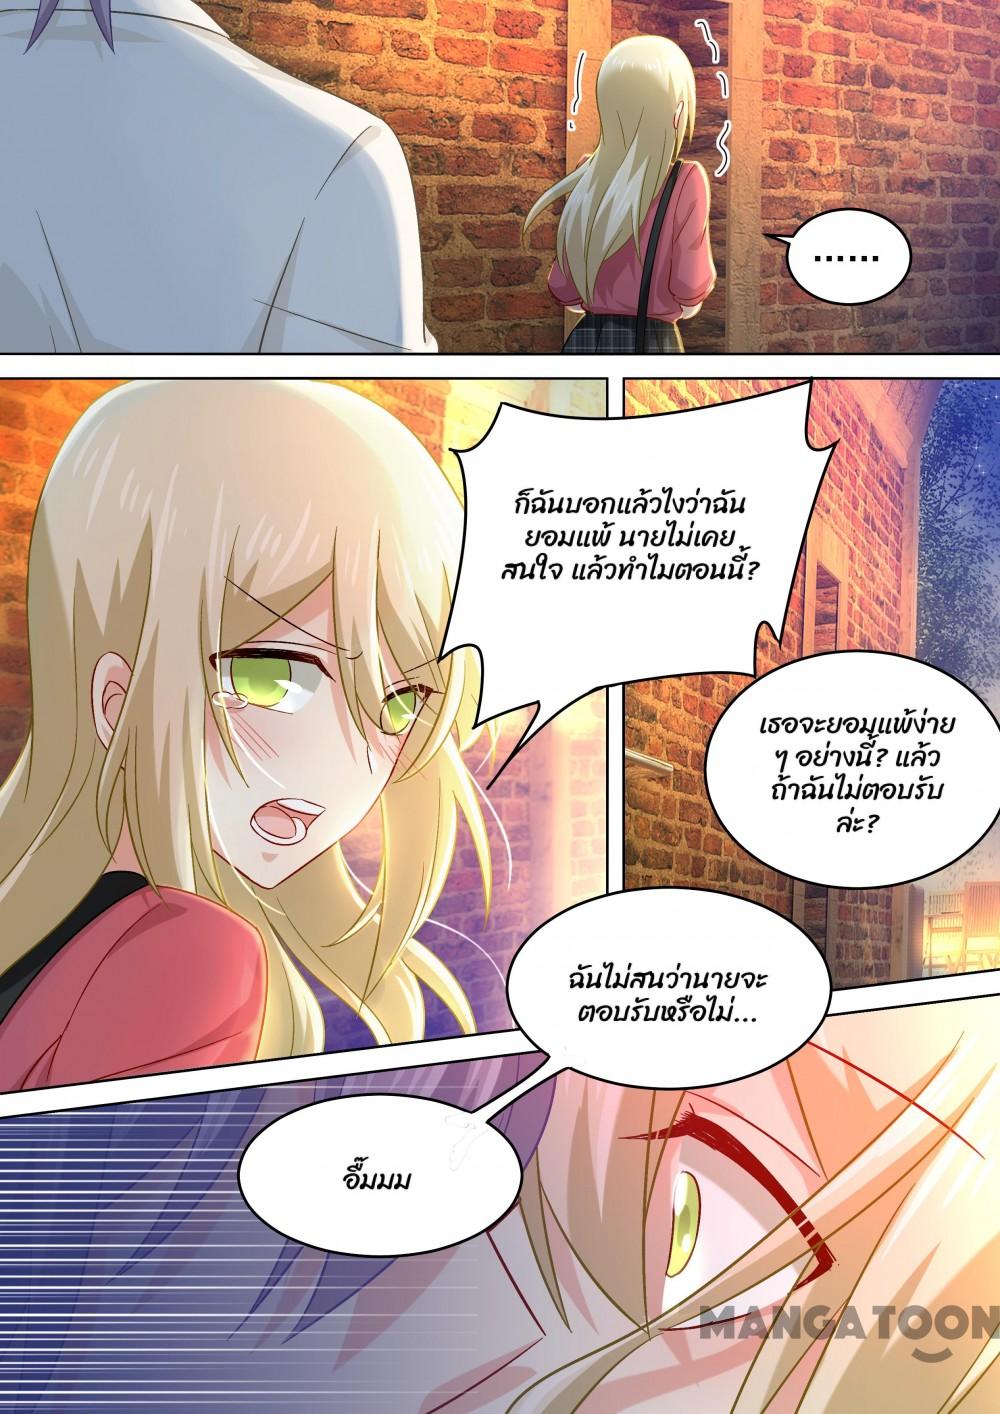 ......
ก็ฉันบอกแล้วไงว่าฉัน
ยอมแพ้ นายไม่เคย
สนใจ แล้วทำไมตอนนี้?
เธอจะยอมแพ้ง่าย
ๆ อย่างนี้? แล้ว
ถ้าฉันไม่ตอบรับ
ล่ะ?
ฉันไม่สนว่านายจะ
ตอบรับหรือไม่...
อื๊มมม
MANGATOON